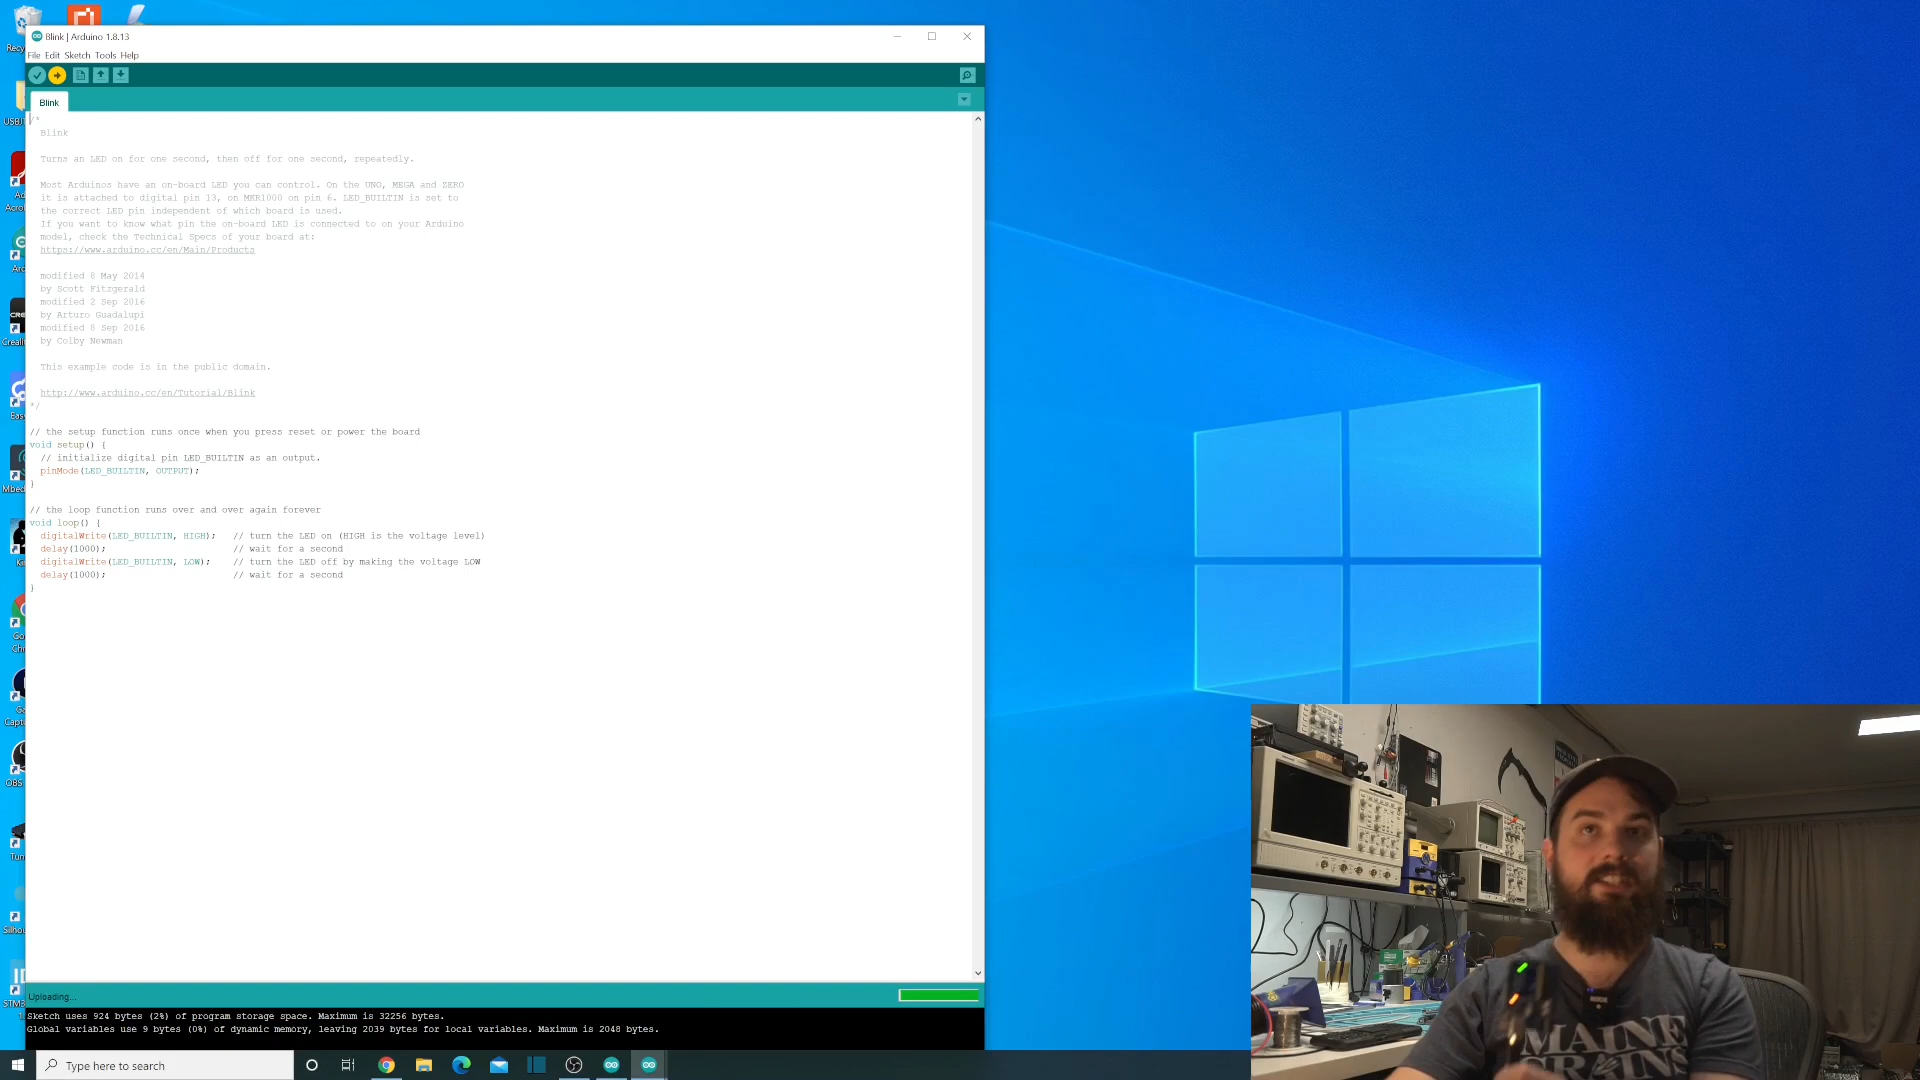 Blink | Arduino 1.8.13
File Edit Sketch Tools Help
Blink
/*
Blink
Turns an LED on for one second, then off for one second, repeatedly.
Most Arduinos have an on-board LED you can control. On the UNO, MEGA and ZERO
it is attached to digital pin 13, on MKR1000 on pin 6. LED_BUILTIN is set to
the correct LED pin independent of which board is used.
If you want to know what pin the on-board LED is connected to on your Arduino
model, check the Technical Specs of your board at:
https://www.arduino.cc/en/Main/Products
modified 8 May 2014
by Scott Fitzgerald
modified 2 Sep 2016
by Arturo Guadalupi
modified 8 Sep 2016
by Colby Newman
This example code is in the public domain.
http://www.arduino.cc/en/Tutorial/Blink
*/
// the setup function runs once when you press reset or power the board
void setup() {
// initialize digital pin LED_BUILTIN as an output.
pinMode(LED_BUILTIN, OUTPUT);
}
// the loop function runs over and over again forever
void loop() {
digitalWrite(LED_BUILTIN, HIGH); // turn the LED on (HIGH is the voltage level)
delay(1000); // wait for a second
digitalWrite(LED_BUILTIN, LOW); // turn the LED off by making the voltage LOW
delay(1000); // wait for a second
}
Uploading...
Sketch uses 924 bytes (2%) of program storage space. Maximum is 32256 bytes.
Global variables use 9 bytes (0%) of dynamic memory, leaving 2039 bytes for local variables. Maximum is 2048 bytes.
Type here to search
MAINE